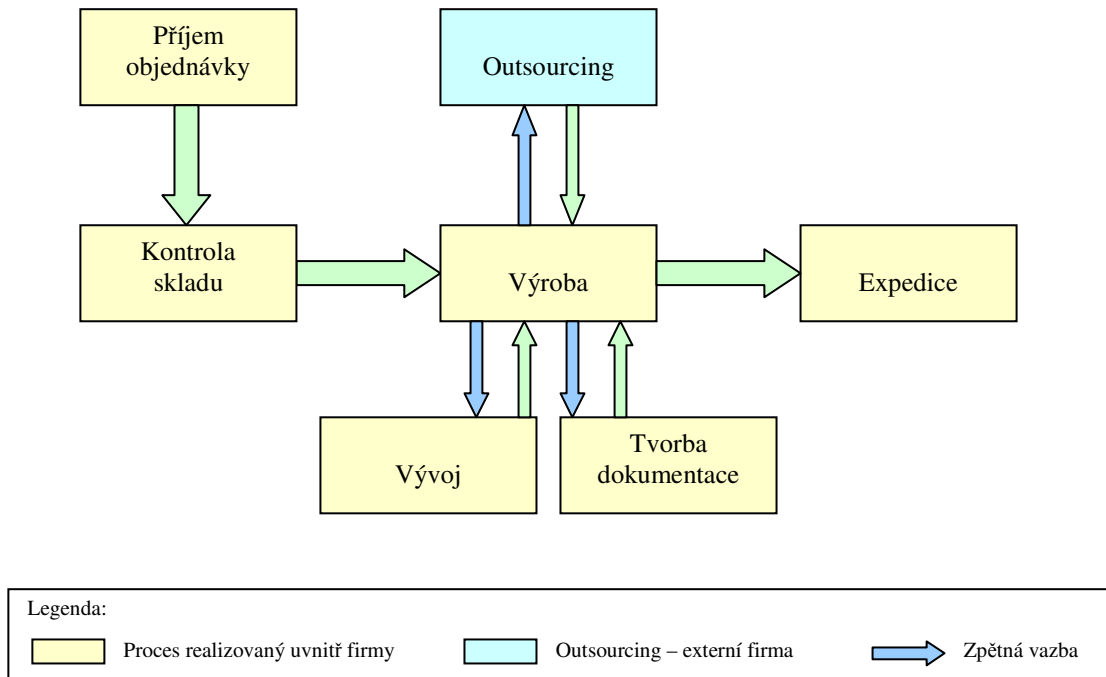 Příjem
objednávky
Outsourcing
Kontrola
skladu
Výroba
Expedice
Vývoj
Tvorba
dokumentace
Legenda:
Proces realizovaný uvnitř firmy
Outsourcing – externí firma
Zpětná vazba